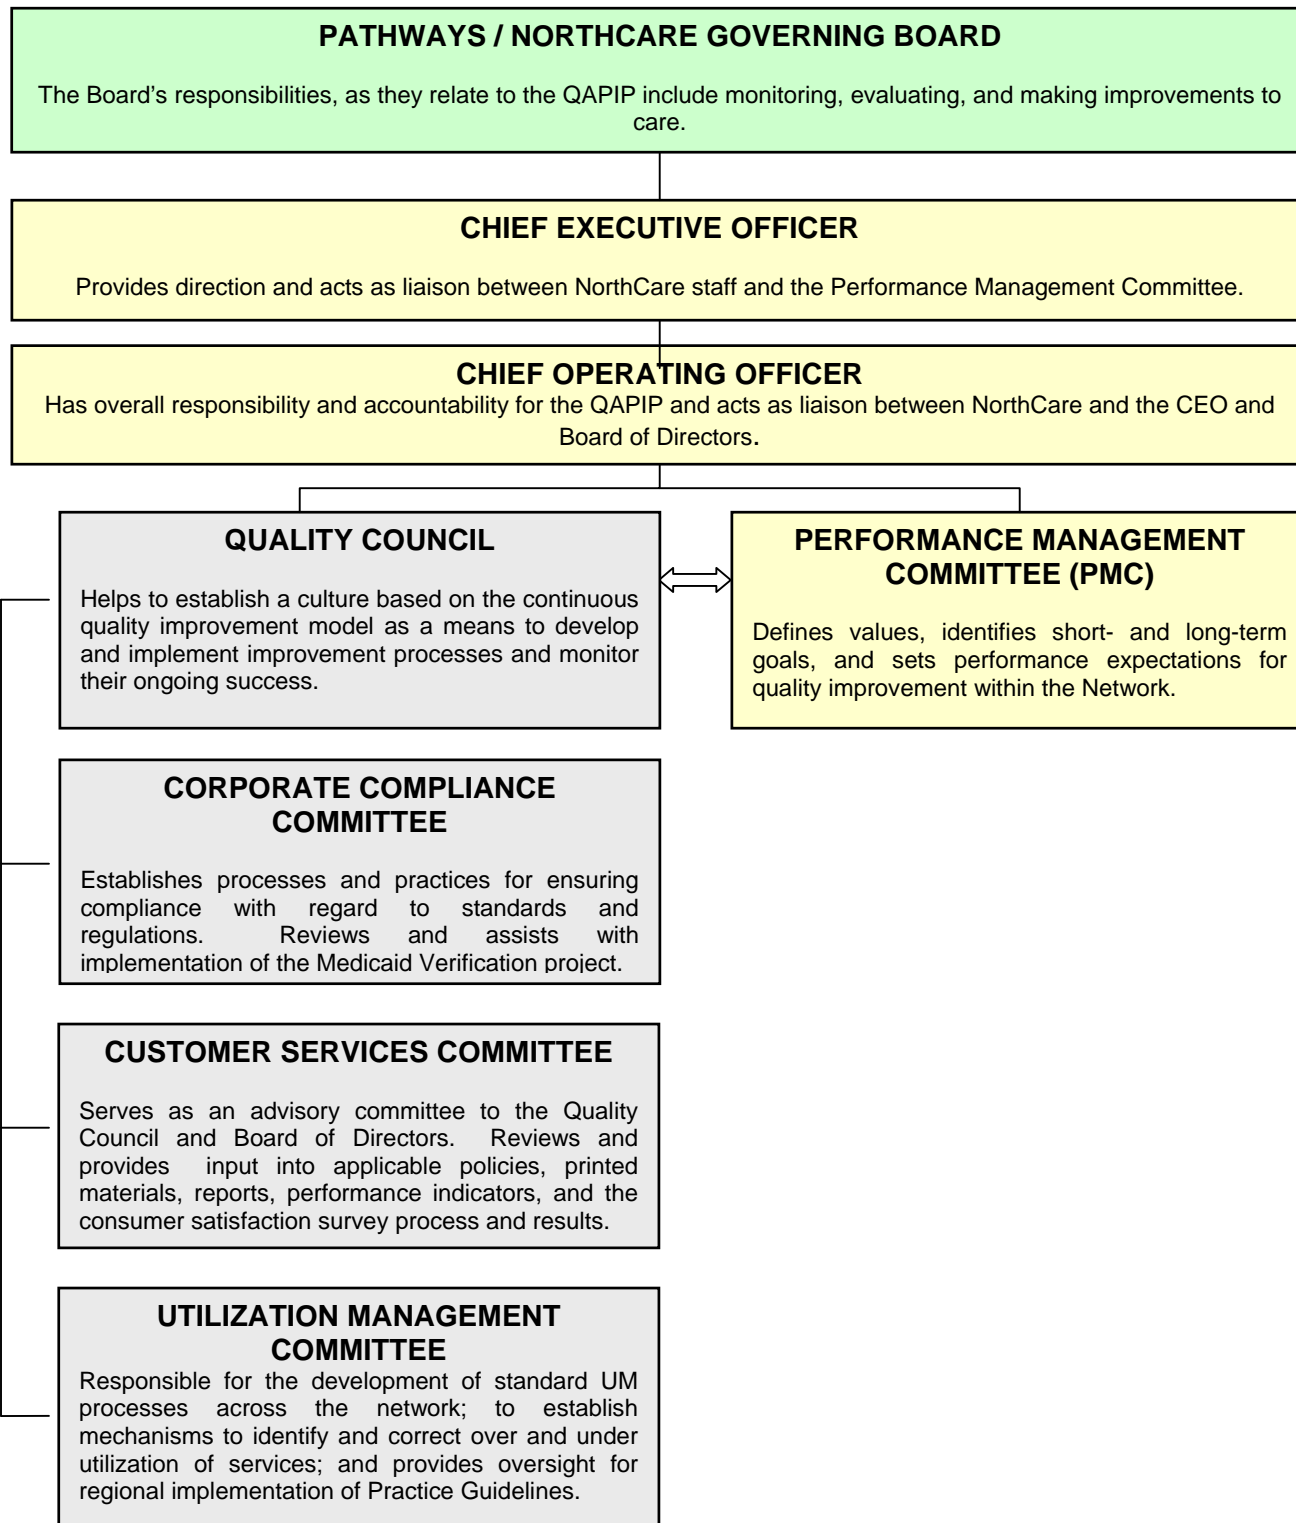 PATHWAYS / NORTHCARE GOVERNING BOARD
The Board's responsibilities, as they relate to the QAPIP include monitoring, evaluating, and making improvements to
care.
CHIEF EXECUTIVE OFFICER
Provides direction and acts as liaison between NorthCare staff and the Performance Management Committee.
CHIEF OPERATING OFFICER
Has overall responsibility and accountability for the QAPIP and acts as liaison between NorthCare and the CEO and
Board of Directors.
QUALITY COUNCIL
Helps to establish a culture based on the continuous
quality improvement model as a means to develop
and implement improvement processes and monitor
their ongoing success.
PERFORMANCE MANAGEMENT
COMMITTEE (PMC)
Defines values, identifies short- and long-term
goals, and sets performance expectations for
quality improvement within the Network.
CORPORATE COMPLIANCE
COMMITTEE
Establishes processes and practices for ensuring
compliance with regard to standards and
regulations. Reviews and assists with
implementation of the Medicaid Verification project.
CUSTOMER SERVICES COMMITTEE
Serves as an advisory committee to the Quality
Council and Board of Directors. Reviews and
provides input into applicable policies, printed
materials, reports, performance indicators, and the
consumer satisfaction survey process and results.
UTILIZATION MANAGEMENT
COMMITTEE
Responsible for the development of standard UM
processes across the network; to establish
mechanisms to identify and correct over and under
utilization of services; and provides oversight for
regional implementation of Practice Guidelines.